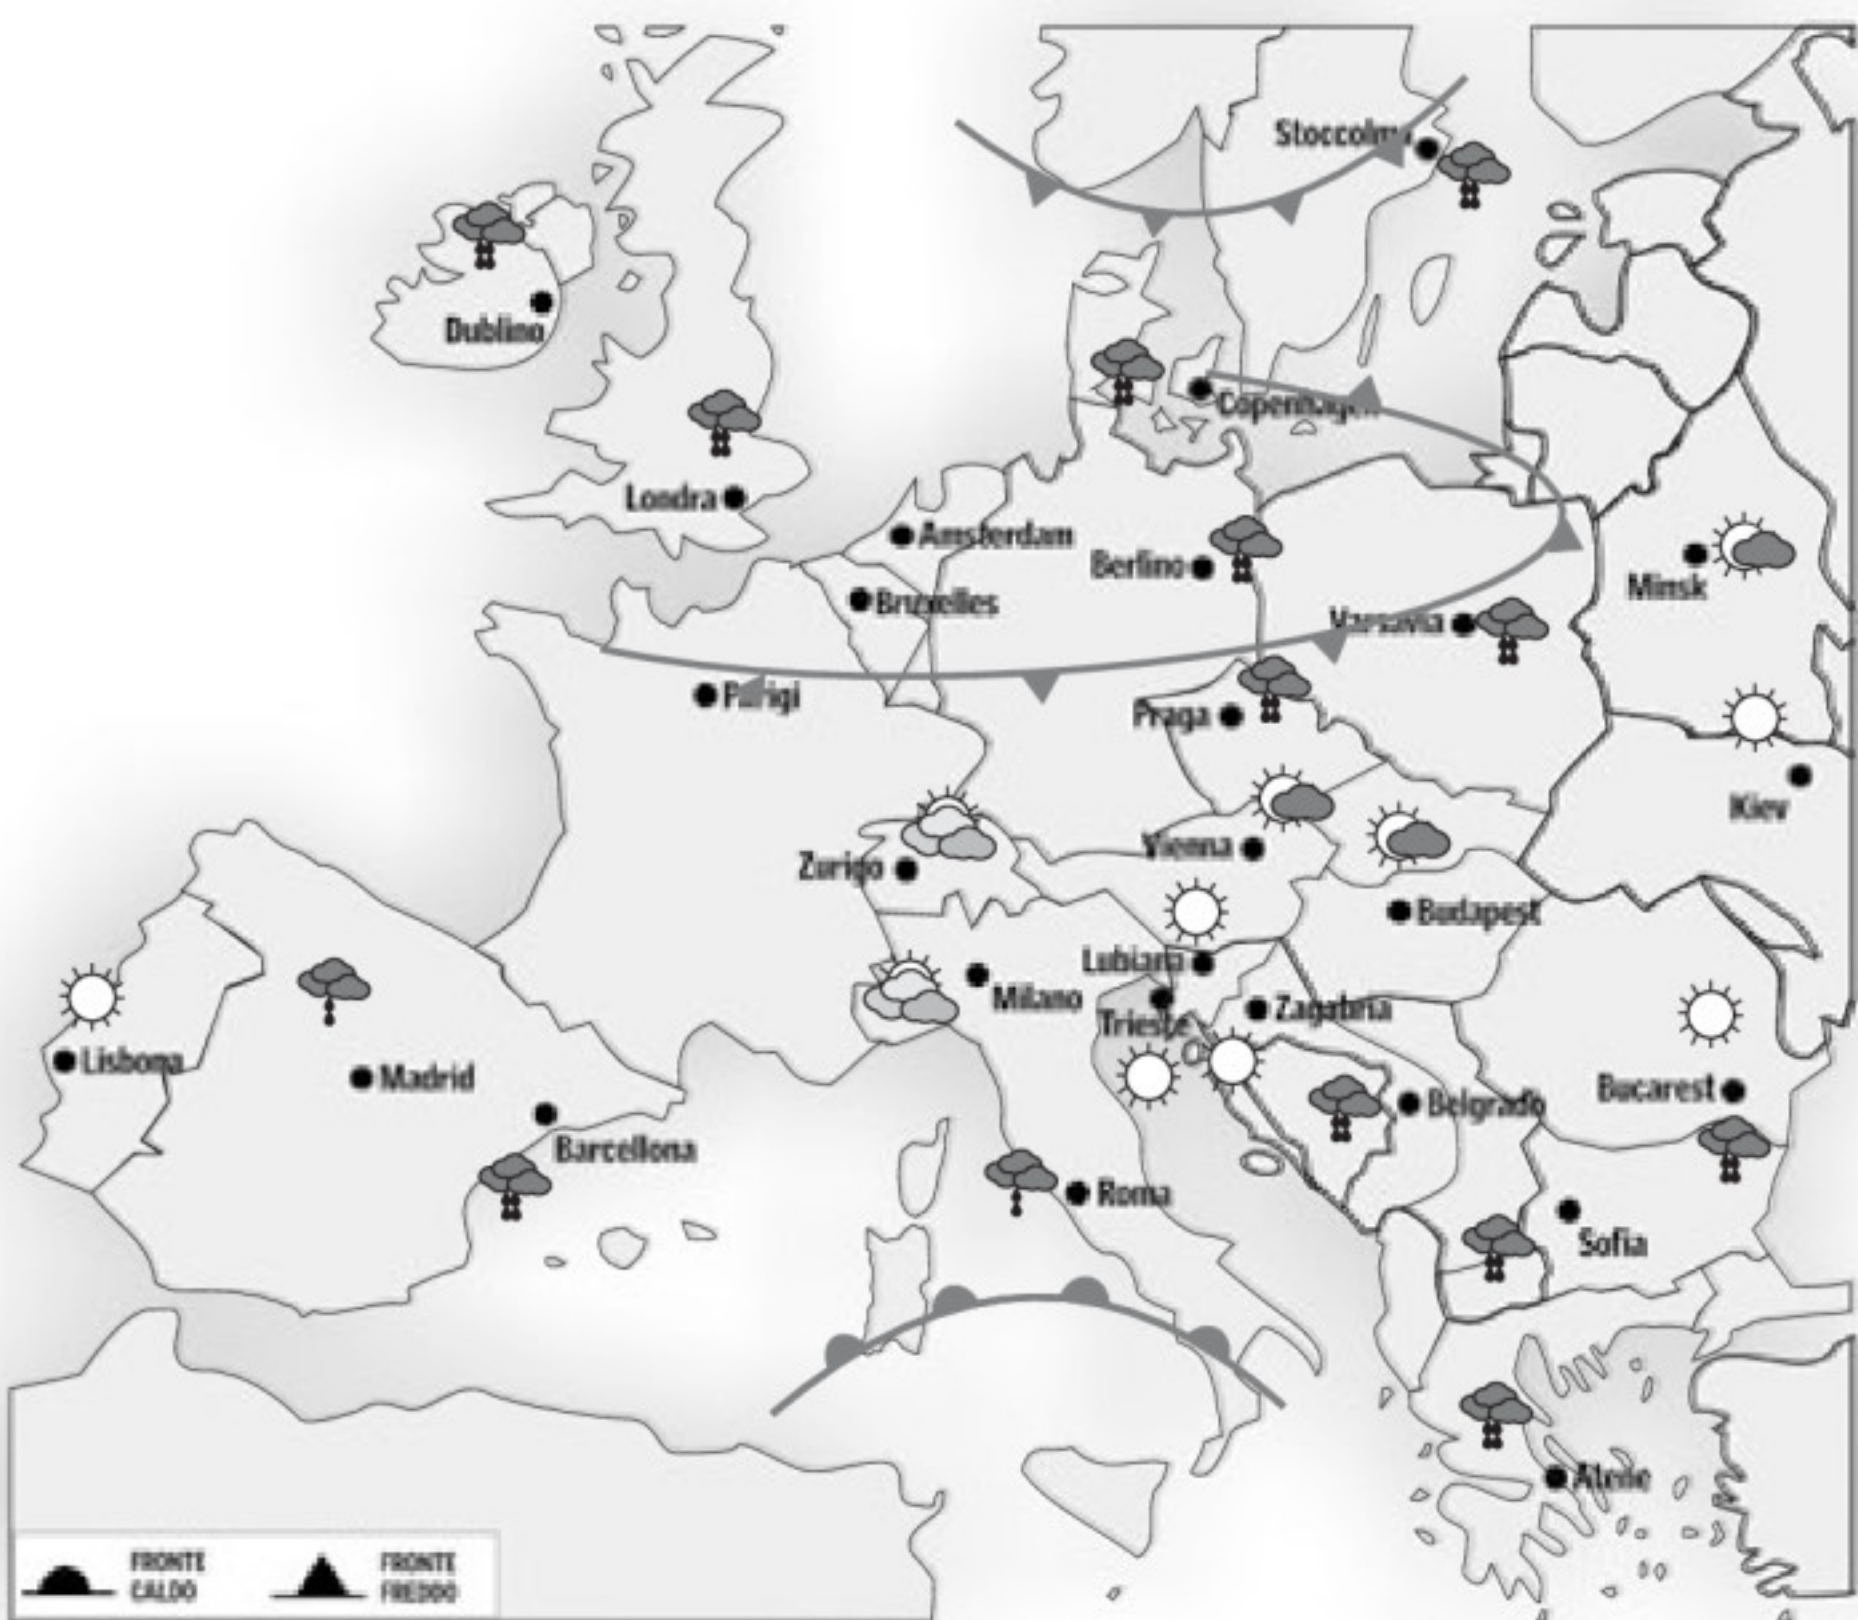 Stoccolma
Dublino
Copenhagen
Londra
Amsterdam
Berlino
Minsk
Bruxelles
Varsavia
Parigi
Praga
Kiev
Vienna
Zurigo
Budapest
Lubiana
Milano
Zagabria
Trieste
Lisbona
Madrid
Bucarest
Belgrado
Barcellona
Roma
Sofia
Atene
FRONTE
CALDO
FRONTE
FREDDO